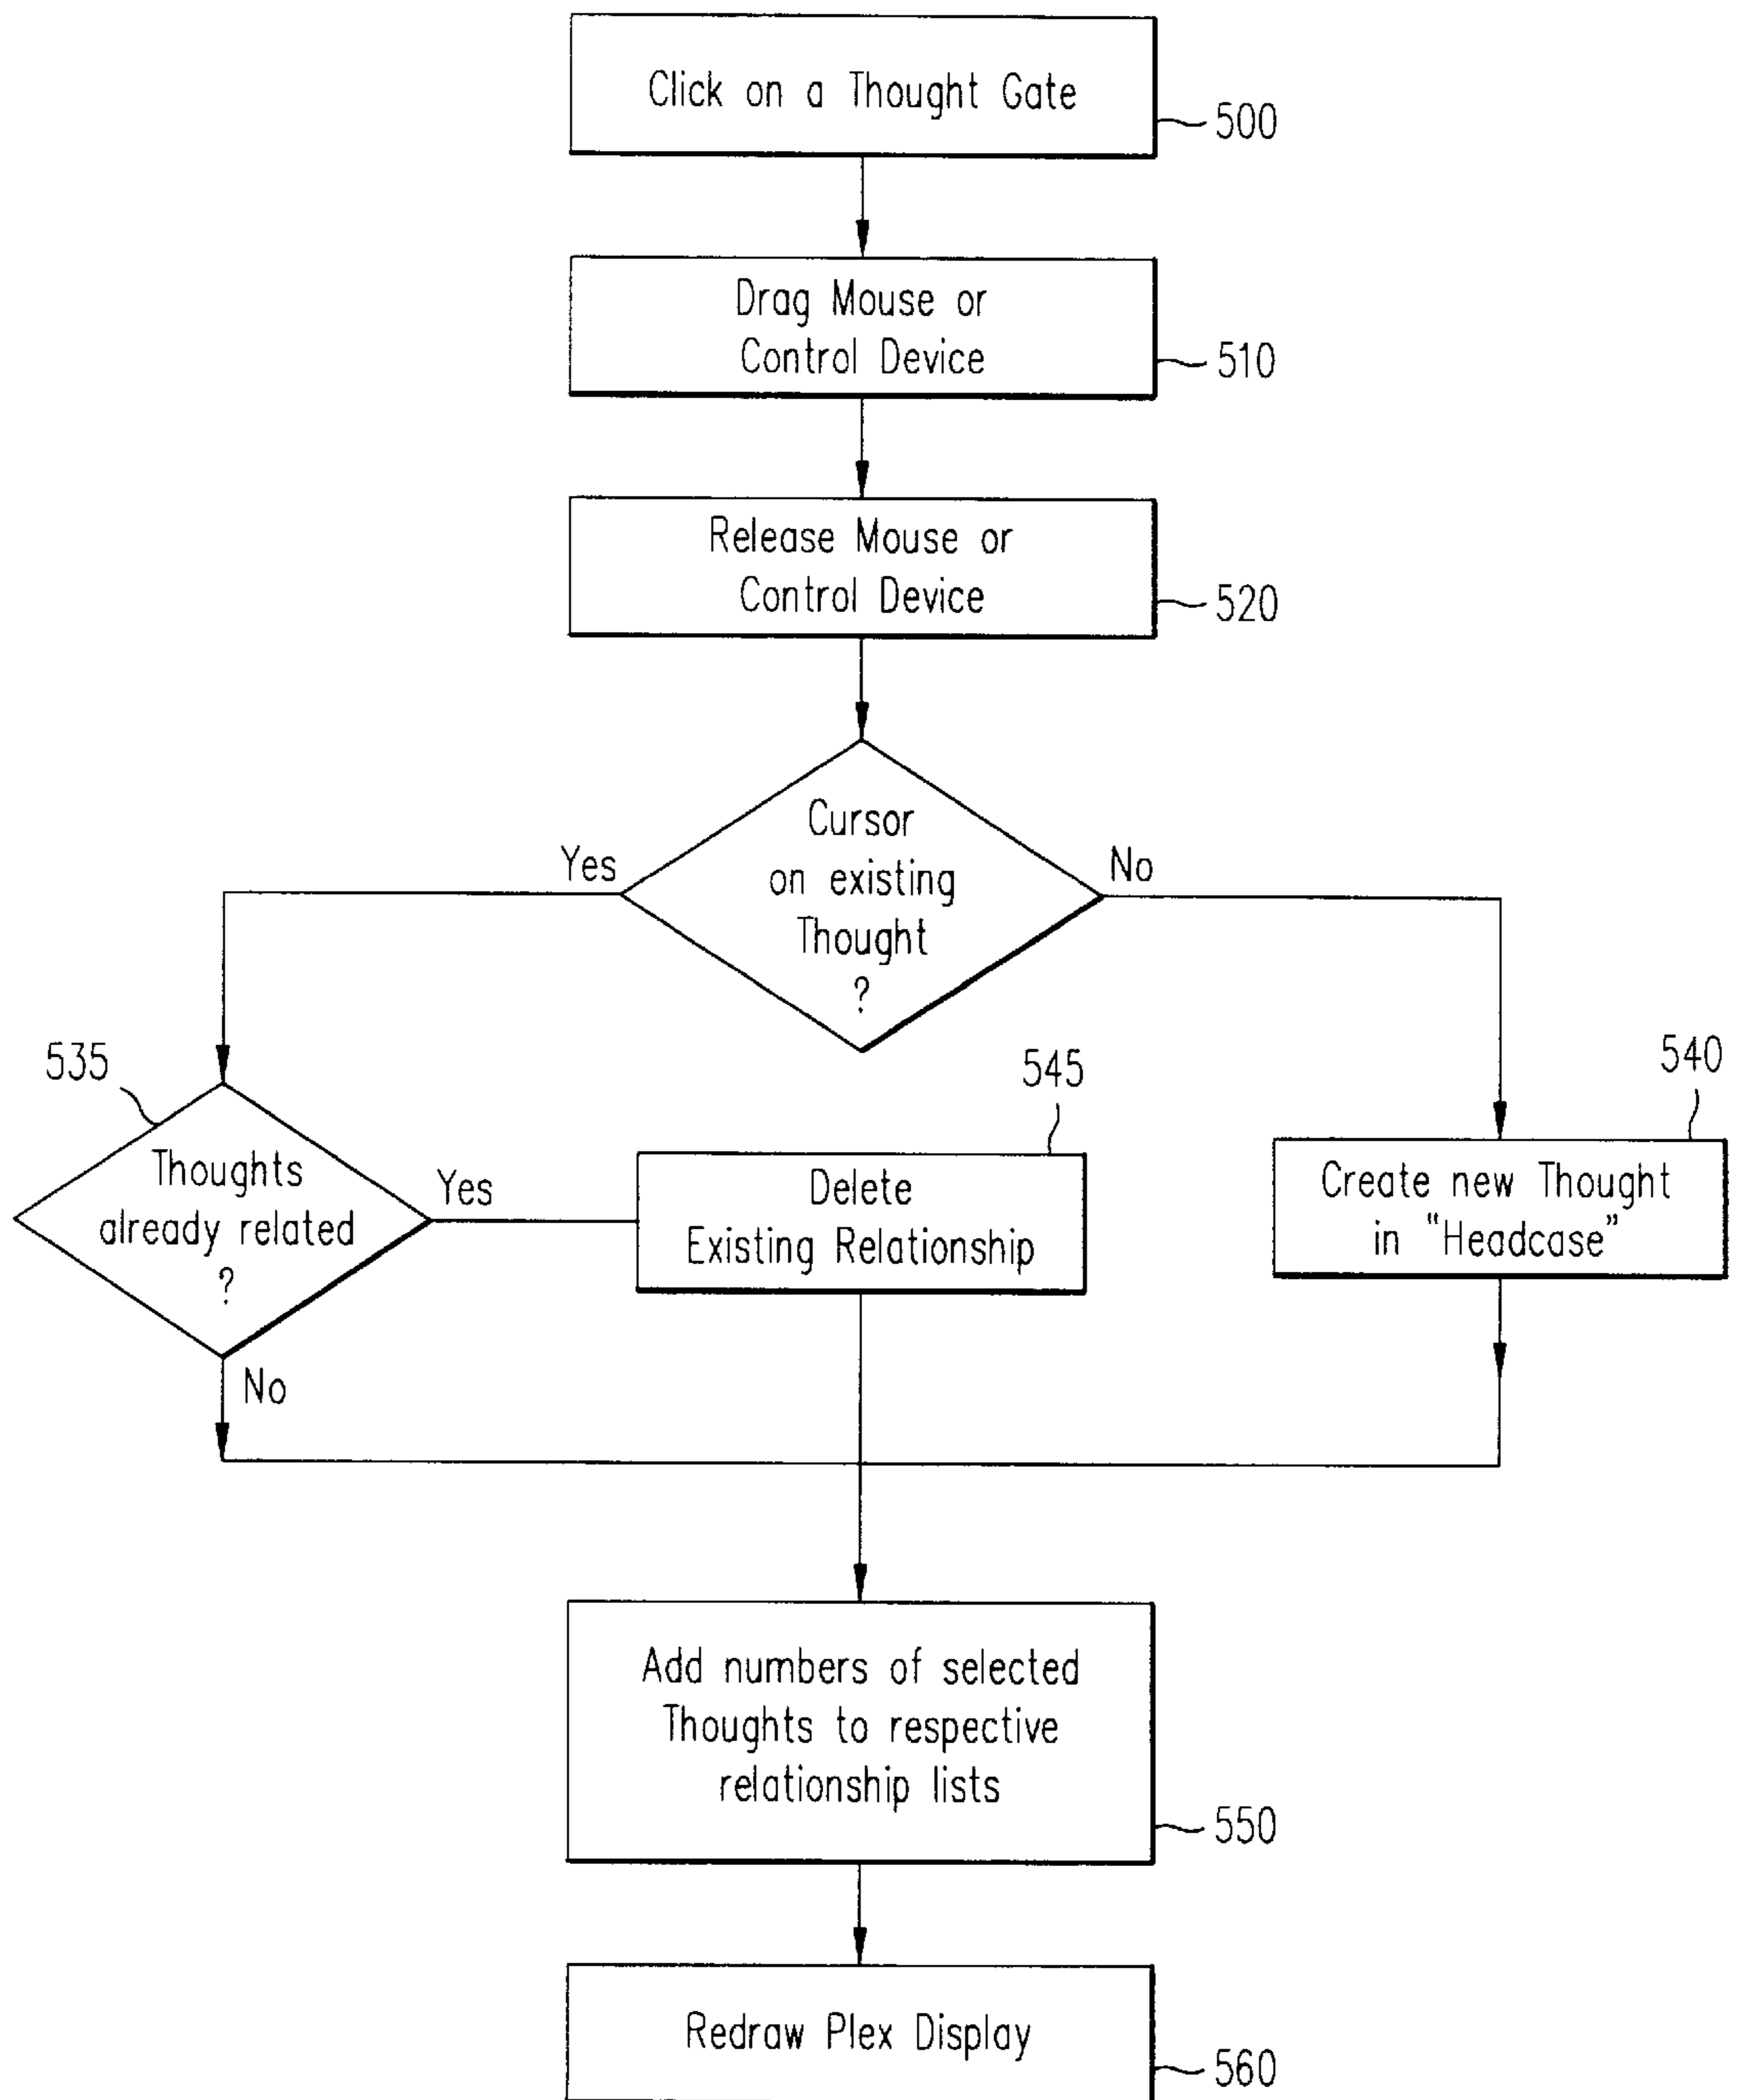 Click on a Thought Gate
500
Drag Mouse or
Control Device
510
Release Mouse or
Control Device
520
Cursor
on existing
Thought
?
Yes
No
535
Thoughts
already related
?
Yes
No
545
Delete
Existing Relationship
540
Create new Thought
in "Headcase"
Add numbers of selected
Thoughts to respective
relationship lists
550
Redraw Plex Display
560